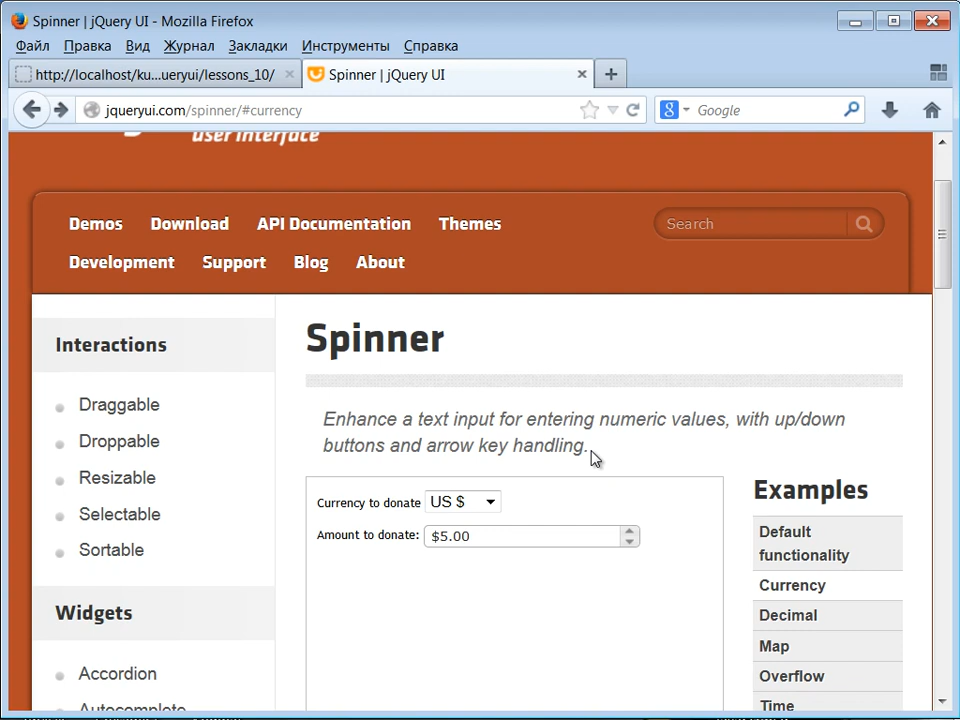 Spinner | jQuery UI - Mozilla Firefox
Файл Правка Вид Журнал Закладки Инструменты Справка
http://localhost/ku...ueryui/lessons_10/ Spinner | jQuery UI
jqueryui.com/spinner/#currency Google
user interface
Demos Download API Documentation Themes Search
Development Support Blog About
Interactions
Draggable
Droppable
Resizable
Selectable
Sortable
Widgets
Accordion
Autocomplete
Spinner
Enhance a text input for entering numeric values, with up/down
buttons and arrow key handling.
Currency to donate US $
Amount to donate: $5.00
Examples
Default
functionality
Currency
Decimal
Map
Overflow
Time